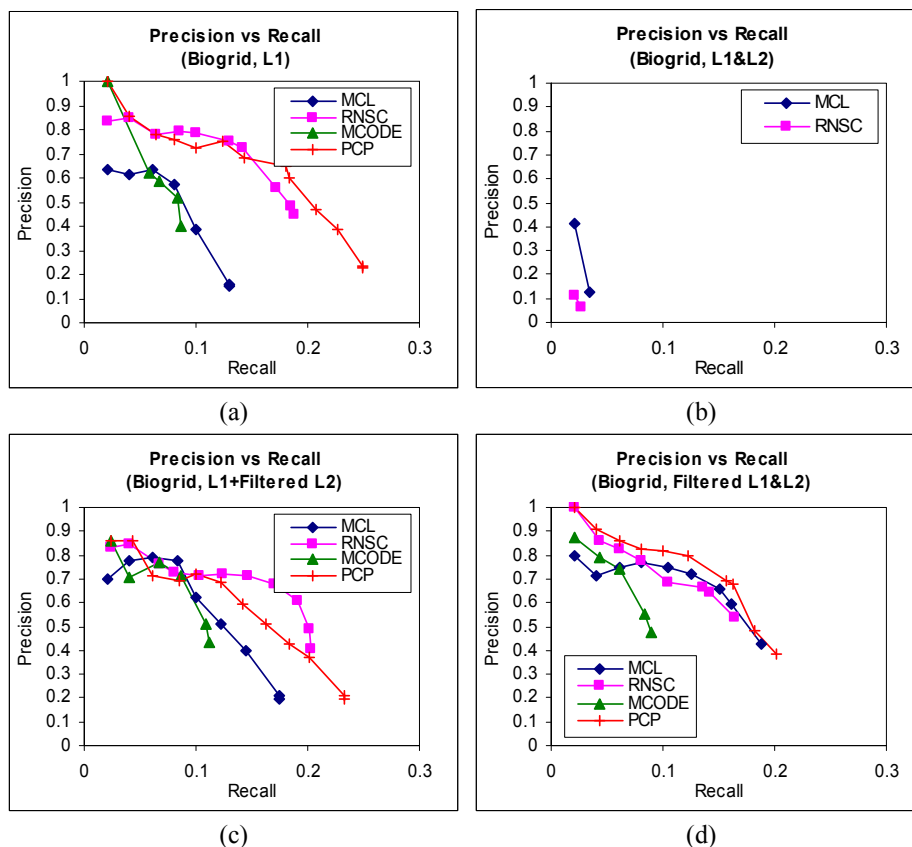 Precision vs Recall
(Biogrid, L1)
1
0.9
0.8
0.7
0.6
0.5
0.4
0.3
0.2
0.1
0
Precision
MCL
RNSC
MCODE
PCP
0
0.1
0.2
0.3
Recall
(a)
Precision vs Recall
(Biogrid, L1&L2)
1
0.9
0.8
0.7
0.6
0.5
0.4
0.3
0.2
0.1
0
Precision
MCL
RNSC
0
0.1
0.2
0.3
Recall
(b)
Precision vs Recall
(Biogrid, L1+Filtered L2)
1
0.9
0.8
0.7
0.6
0.5
0.4
0.3
0.2
0.1
0
Precision
MCL
RNSC
MCODE
PCP
0
0.1
0.2
0.3
Recall
(c)
Precision vs Recall
(Biogrid, Filtered L1&L2)
1
0.9
0.8
0.7
0.6
0.5
0.4
0.3
0.2
0.1
0
Precision
MCL
RNSC
MCODE
PCP
0
0.1
0.2
0.3
Recall
(d)